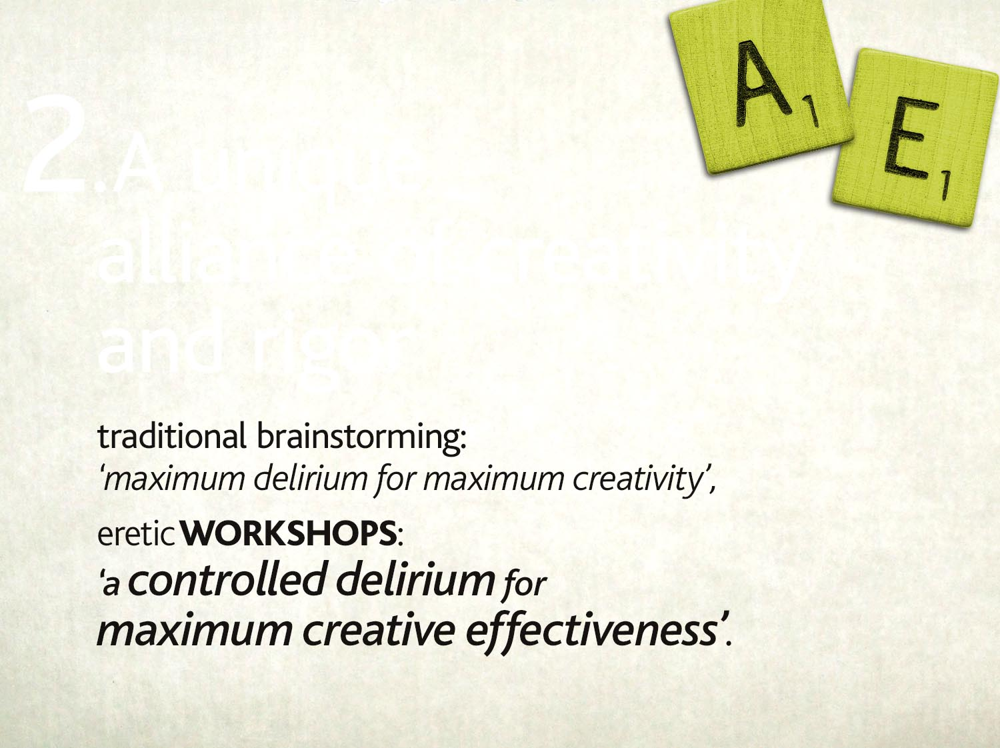 A1
E1
2.A unique
alliance of creativity
and rigor
traditional brainstorming:
‘maximum delirium for maximum creativity’,
eretic WORKSHOPS:
‘a controlled delirium for
maximum creative effectiveness’.